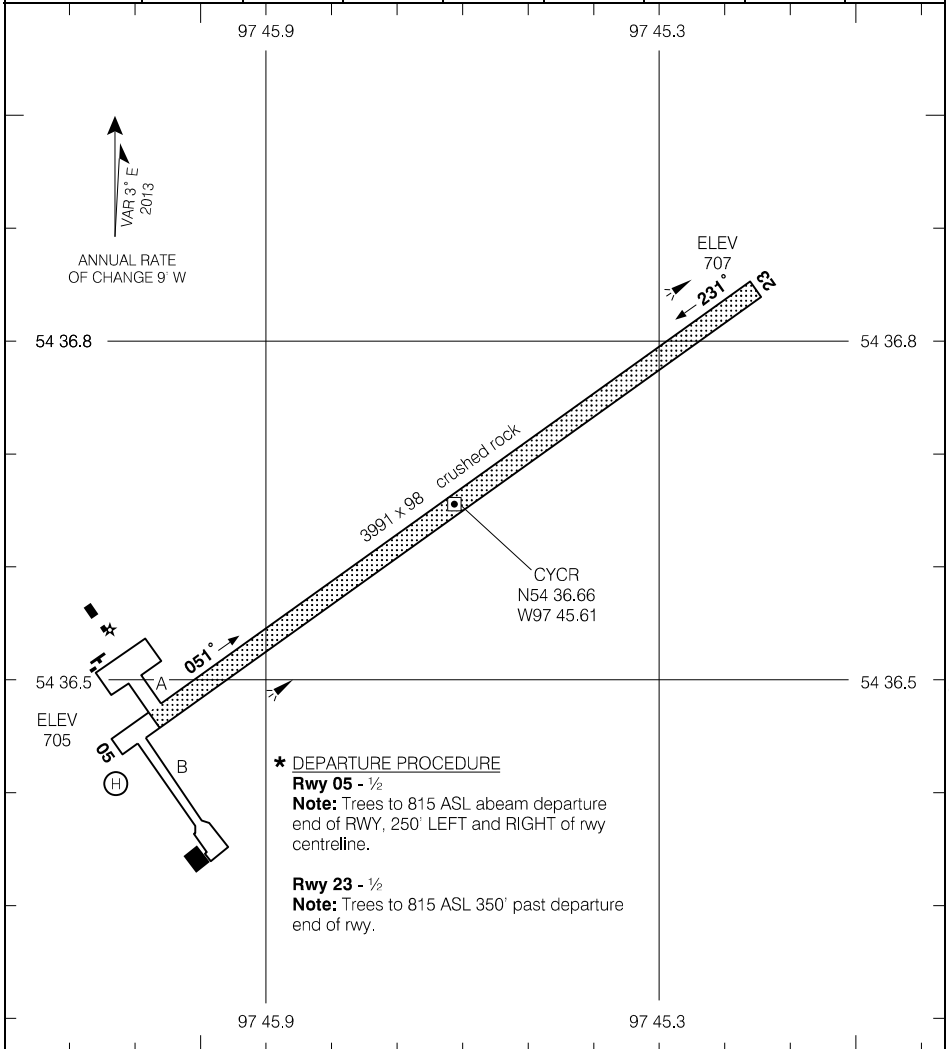 97 45.9
97 45.3
VAR 3° E
2013
ANNUAL RATE
OF CHANGE 9' W
ELEV
707
231°
23
54 36.8
54 36.8
3991 x 98 crushed rock
CYCR
N54 36.66
W97 45.61
051°
A
54 36.5
54 36.5
ELEV
705
05
H
B
* DEPARTURE PROCEDURE
Rwy 05 - ½
Note: Trees to 815 ASL abeam departure
end of RWY, 250' LEFT and RIGHT of rwy
centreline.
Rwy 23 - ½
Note: Trees to 815 ASL 350' past departure
end of rwy.
97 45.9
97 45.3